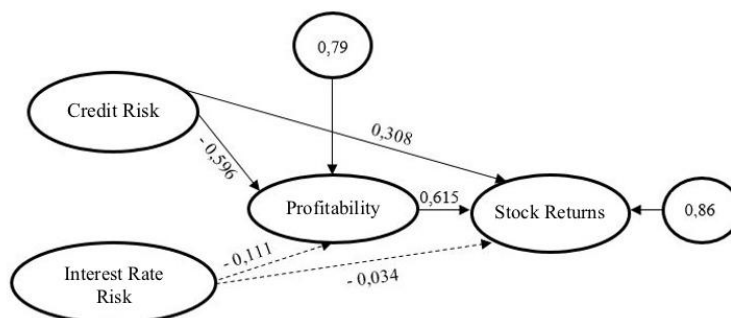 0,79
Credit Risk
0,308
- 0,596
Profitability
0,615
Stock Returns
0,86
- 0,111
- 0,034
Interest Rate
Risk